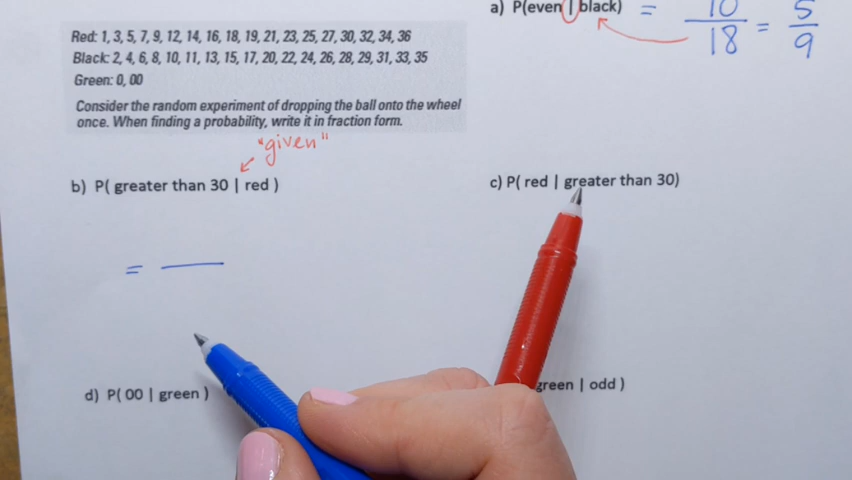 a) P(even | black) = 10/18 = 5/9
Red: 1, 3, 5, 7, 9, 12, 14, 16, 18, 19, 21, 23, 25, 27, 30, 32, 34, 36
Black: 2, 4, 6, 8, 10, 11, 13, 15, 17, 20, 22, 24, 26, 28, 29, 31, 33, 35
Green: 0, 00
Consider the random experiment of dropping the ball onto the wheel
once. When finding a probability, write it in fraction form.
"given"
b) P( greater than 30 | red )
=
c) P( red | greater than 30)
d) P( 00 | green )
green | odd )